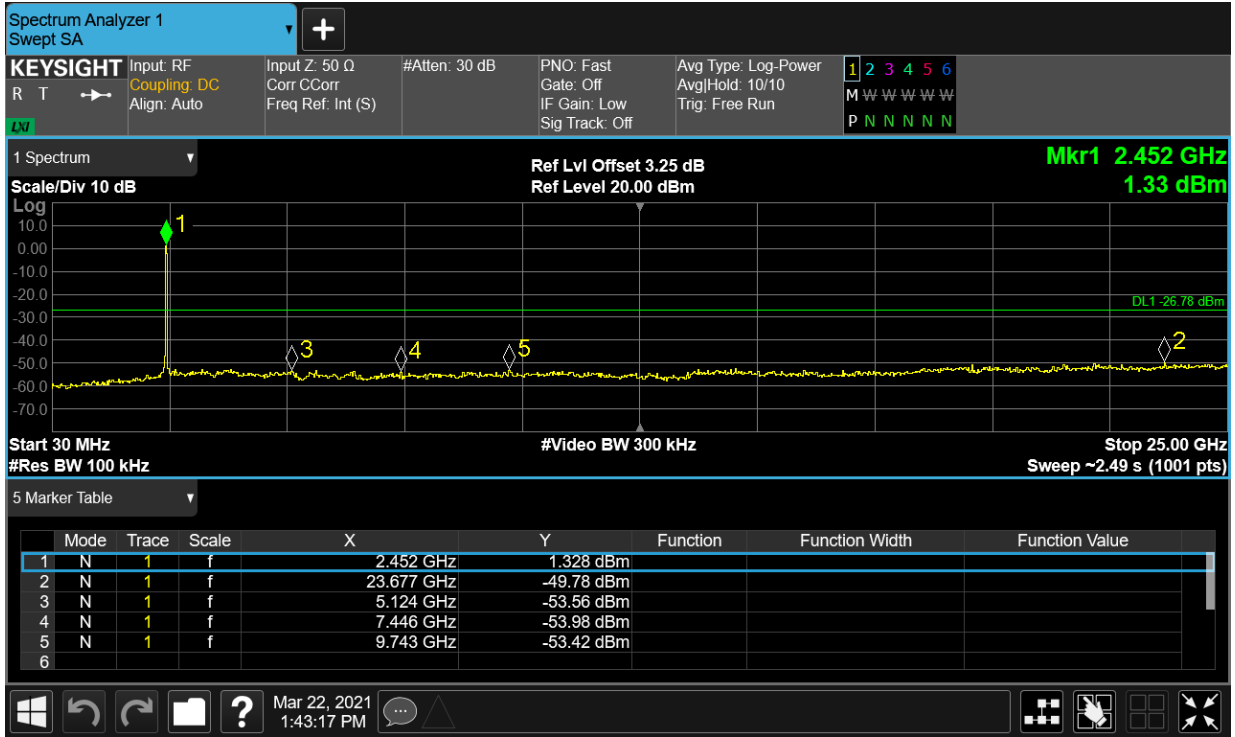 Spectrum Analyzer 1
Swept SA
KEYSIGHT
R T
LXI
Input: RF
Coupling: DC
Align: Auto
Input Z: 50 Ω
Corr CCorr
Freq Ref: Int (S)
#Atten: 30 dB
PNO: Fast
Gate: Off
IF Gain: Low
Sig Track: Off
Avg Type: Log-Power
Avg|Hold: 10/10
Trig: Free Run
1 2 3 4 5 6
M W W W W W
P N N N N N
1 Spectrum
Scale/Div 10 dB
Ref Lvl Offset 3.25 dB
Ref Level 20.00 dBm
Mkr1 2.452 GHz
1.33 dBm
Log
10.0
0.00
-10.0
-20.0
-30.0
-40.0
-50.0
-60.0
-70.0
1
3
4
5
2
DL1 -26.78 dBm
Start 30 MHz
#Res BW 100 kHz
#Video BW 300 kHz
Stop 25.00 GHz
Sweep ~2.49 s (1001 pts)
5 Marker Table
Mode Trace Scale X Y Function Function Width Function Value
1 N 1 f 2.452 GHz 1.328 dBm
2 N 1 f 23.677 GHz -49.78 dBm
3 N 1 f 5.124 GHz -53.56 dBm
4 N 1 f 7.446 GHz -53.98 dBm
5 N 1 f 9.743 GHz -53.42 dBm
6
?
Mar 22, 2021
1:43:17 PM